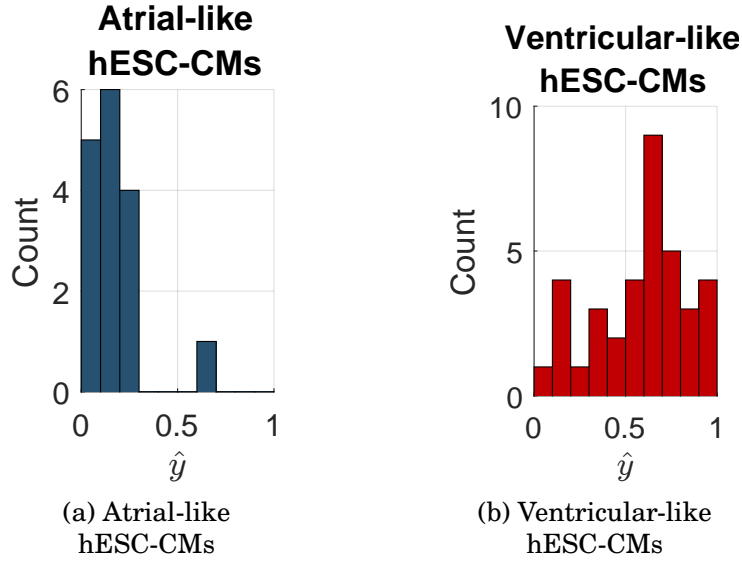 Atrial-like
hESC-CMs
6
4
2
0
Count
0 0.5 1
ŷ
(a) Atrial-like
hESC-CMs
Ventricular-like
hESC-CMs
10
5
0
Count
0 0.5 1
ŷ
(b) Ventricular-like
hESC-CMs